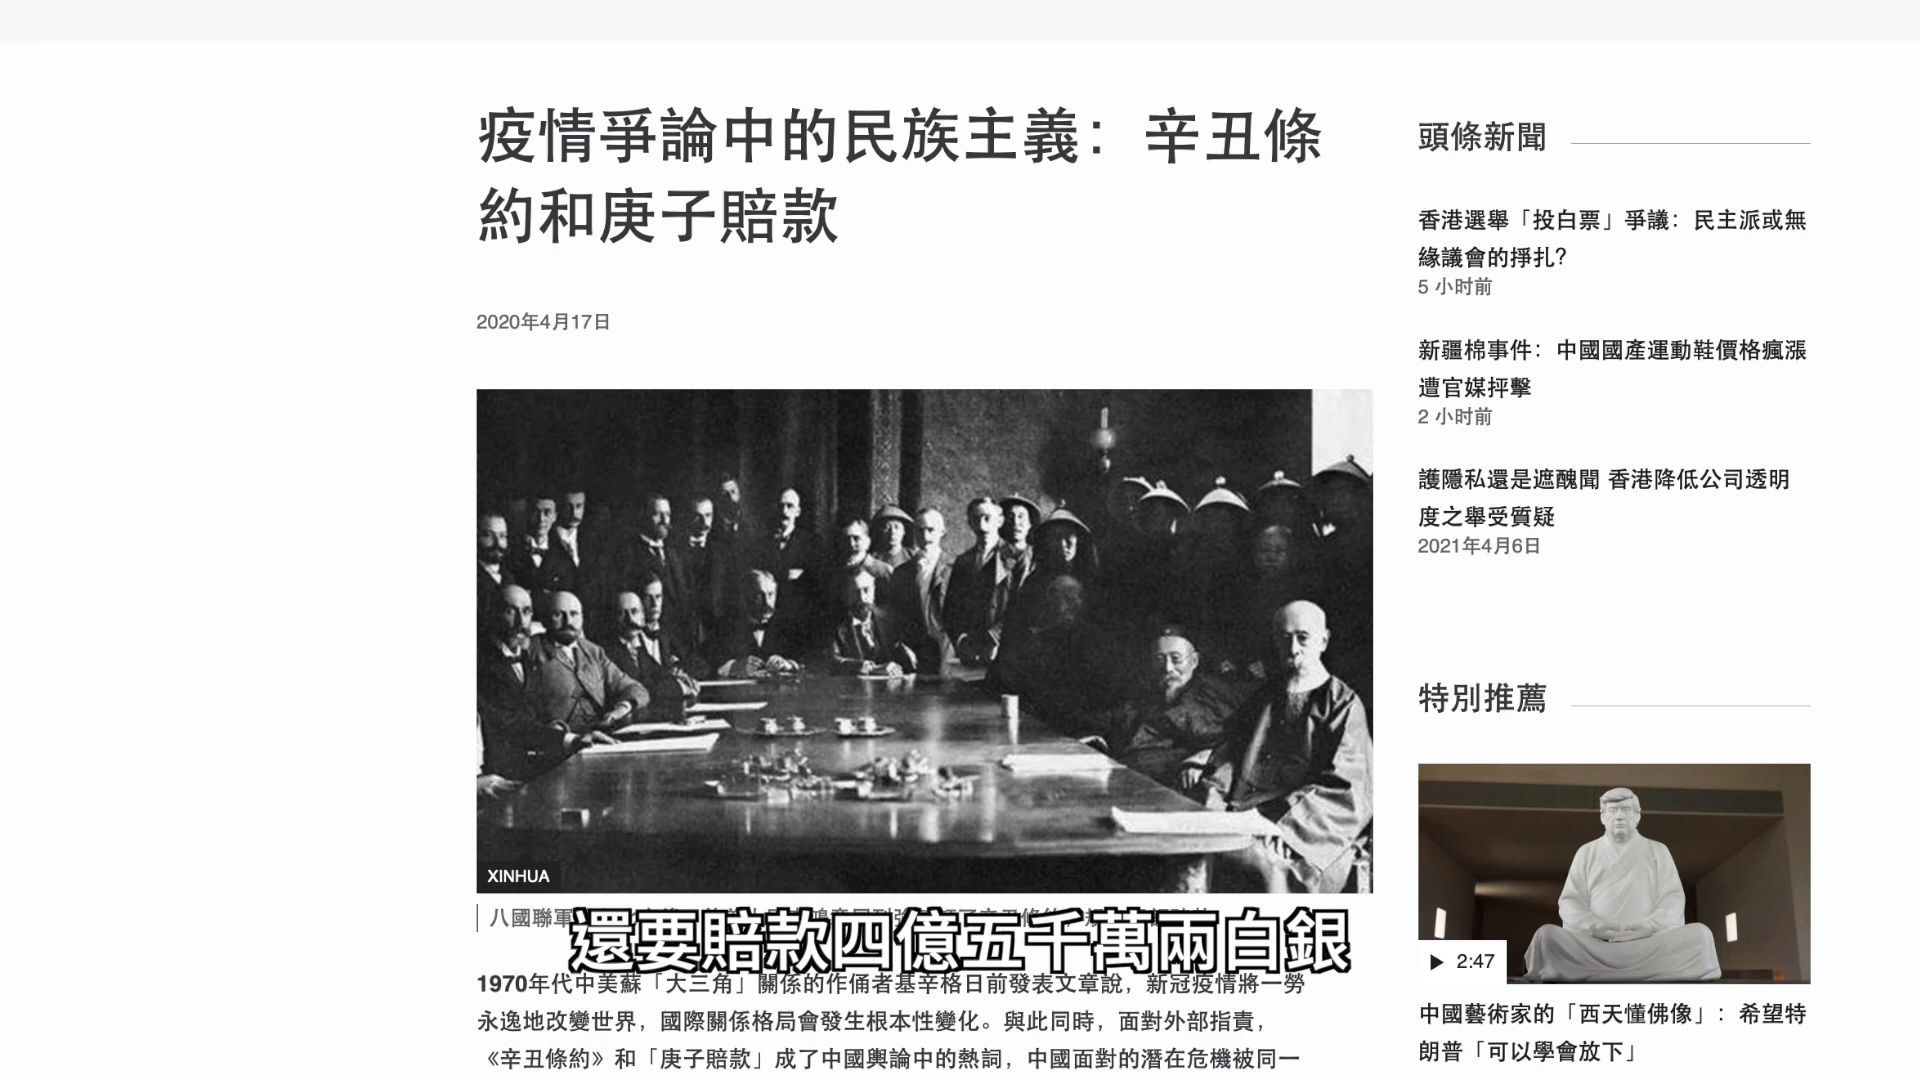 疫情爭論中的民族主義：辛丑條
約和庚子賠款
2020年4月17日
XINHUA
八國聯軍
還要賠款四億五千萬兩白銀
1970年代中美蘇「大三角」關係的作俑者基辛格日前發表文章說，新冠疫情將一勞
永逸地改變世界，國際關係格局會發生根本性變化。與此同時，面對外部指責，
《辛丑條約》和「庚子賠款」成了中國輿論中的熱詞，中國面對的潛在危機被同一
頭條新聞
香港選舉「投白票」爭議：民主派或無
緣議會的掙扎？
5 小时前
新疆棉事件：中國國產運動鞋價格瘋漲
遭官媒抨擊
2 小时前
護隱私還是遮醜聞 香港降低公司透明
度之舉受質疑
2021年4月6日
特別推薦
2:47
中國藝術家的「西天懂佛像」：希望特
朗普「可以學會放下」